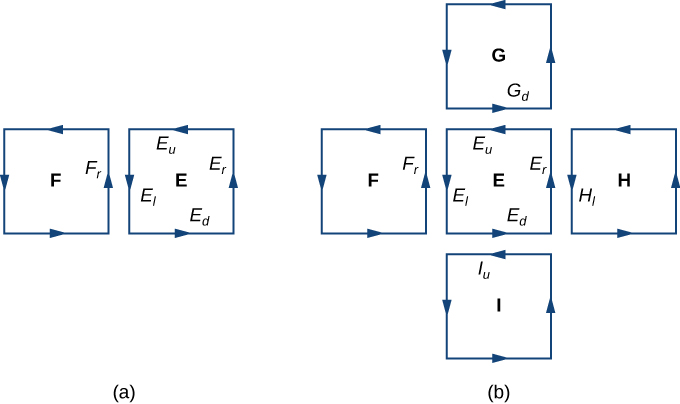 G
G_d
F
F_r
E_u
E_r
E_l
E
E_d
F
F_r
E_u
E_r
E_l
E
E_d
H_l
H
I_u
I
(a)
(b)